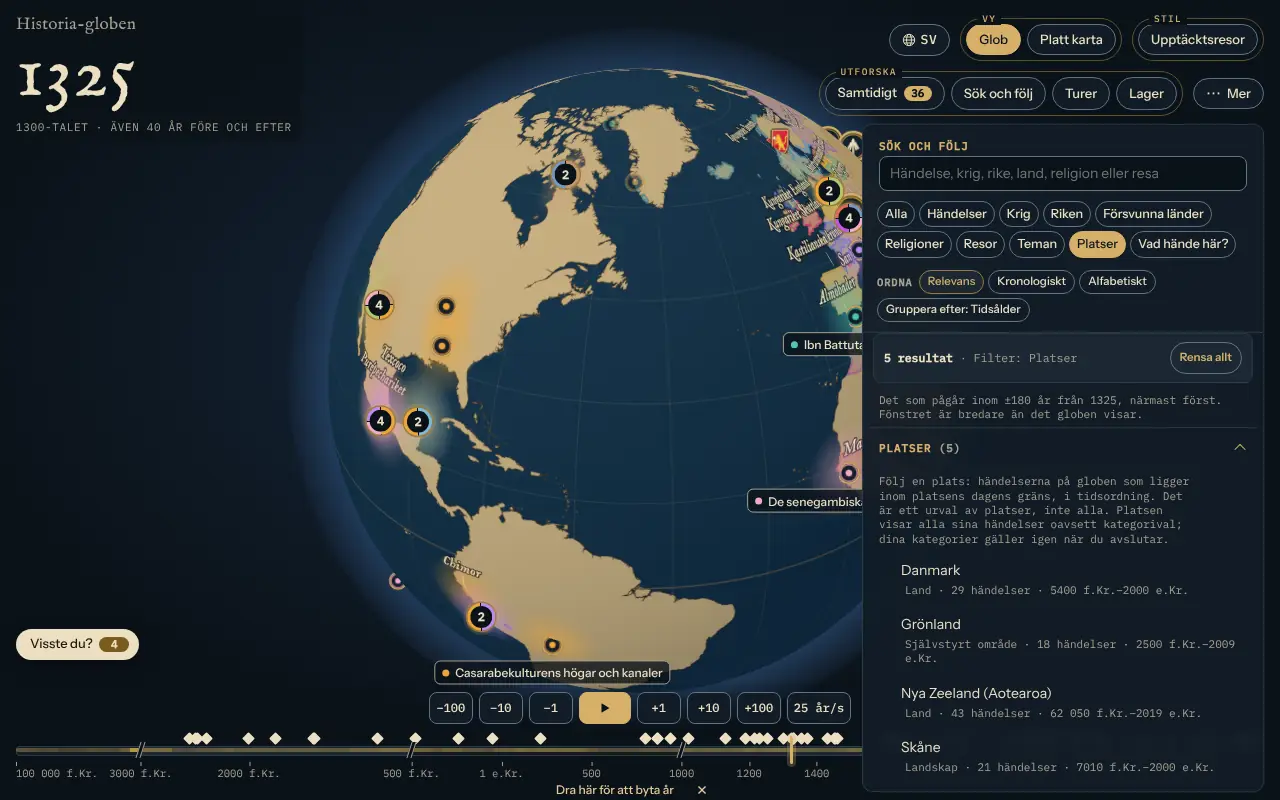 Historia-globen
1325
1300-TALET · ÄVEN 40 ÅR FÖRE OCH EFTER
SV
VY
Glob
Platt karta
STIL
Upptäcktsresor
UTFORSKA
Samtidigt 36
Sök och följ
Turer
Lager
··· Mer
SÖK OCH FÖLJ
Händelse, krig, rike, land, religion eller resa
Alla
Händelser
Krig
Riken
Försvunna länder
Religioner
Resor
Teman
Platser
Vad hände här?
ORDNA
Relevans
Kronologiskt
Alfabetiskt
Gruppera efter: Tidsålder
5 resultat · Filter: Platser
Rensa allt
Det som pågår inom ±180 år från 1325, närmast först.
Fönstret är bredare än det globen visar.
PLATSER (5)
Följ en plats: händelserna på globen som ligger
inom platsens dagens gräns, i tidsordning. Det
är ett urval av platser, inte alla. Platsen
visar alla sina händelser oavsett kategorival;
dina kategorier gäller igen när du avslutar.
Danmark
Land · 29 händelser · 5400 f.Kr.–2000 e.Kr.
Grönland
Självstyrt område · 18 händelser · 2500 f.Kr.–2009
e.Kr.
Nya Zeeland (Aotearoa)
Land · 43 händelser · 62 050 f.Kr.–2019 e.Kr.
Skåne
Landskap · 21 händelser · 7010 f.Kr.–2000 e.Kr.
2
2
4
4
4
2
2
Texcoco
Chimor
Almohadet
Ibn Battuta
Ma
De senegambiska
Casarabekulturens högar och kanaler
Visste du? 4
−100
−10
−1
+1
+10
+100
25 år/s
100 000 f.Kr.
3000 f.Kr.
2000 f.Kr.
500 f.Kr.
1 e.Kr.
500
1000
1200
1400
Dra här för att byta år
✕